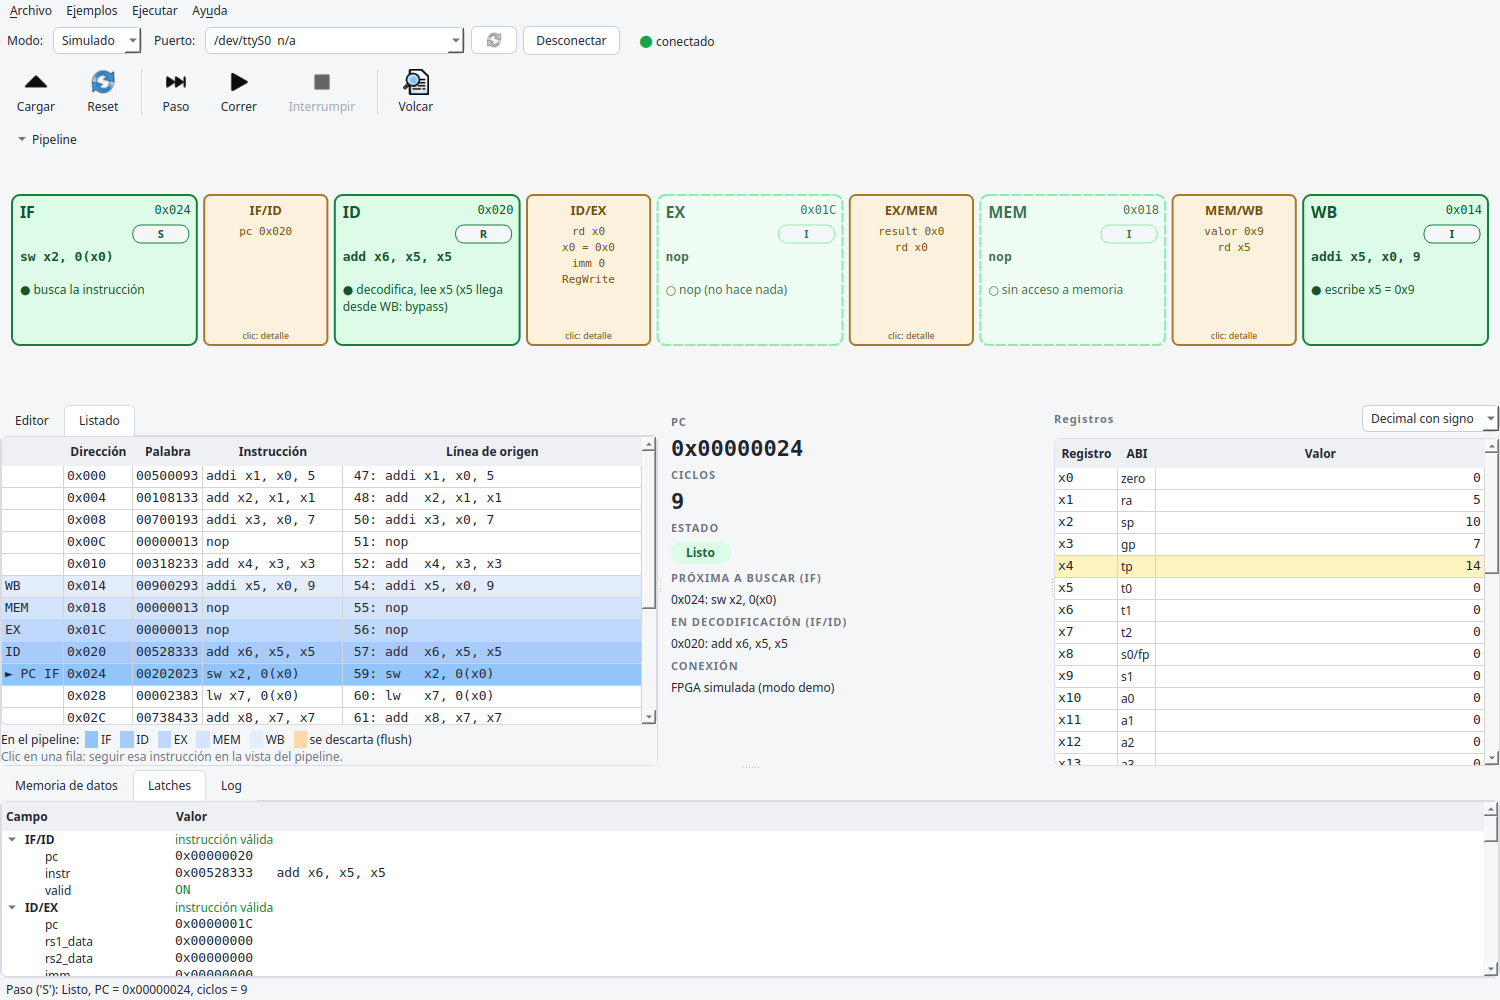 Archivo Ejemplos Ejecutar Ayuda
Modo: Simulado Puerto: /dev/ttyS0 n/a Desconectar conectado
Cargar Reset Paso Correr Interrumpir Volcar
Pipeline
IF 0x024
S
sw x2, 0(x0)
● busca la instrucción
IF/ID
pc 0x020
clic: detalle
ID 0x020
R
add x6, x5, x5
● decodifica, lee x5 (x5 llega
desde WB: bypass)
ID/EX
rd x0
x0 = 0x0
imm 0
RegWrite
clic: detalle
EX 0x01C
I
nop
○ nop (no hace nada)
EX/MEM
result 0x0
rd x0
clic: detalle
MEM 0x018
I
nop
○ sin acceso a memoria
MEM/WB
valor 0x9
rd x5
clic: detalle
WB 0x014
I
addi x5, x0, 9
● escribe x5 = 0x9
Editor Listado
Dirección Palabra Instrucción Línea de origen
0x000 00500093 addi x1, x0, 5 47: addi x1, x0, 5
0x004 00108133 add x2, x1, x1 48: add x2, x1, x1
0x008 00700193 addi x3, x0, 7 50: addi x3, x0, 7
0x00C 00000013 nop 51: nop
0x010 00318233 add x4, x3, x3 52: add x4, x3, x3
WB 0x014 00900293 addi x5, x0, 9 54: addi x5, x0, 9
MEM 0x018 00000013 nop 55: nop
EX 0x01C 00000013 nop 56: nop
ID 0x020 00528333 add x6, x5, x5 57: add x6, x5, x5
► PC IF 0x024 00202023 sw x2, 0(x0) 59: sw x2, 0(x0)
0x028 00002383 lw x7, 0(x0) 60: lw x7, 0(x0)
0x02C 00738433 add x8, x7, x7 61: add x8, x7, x7
En el pipeline: IF ID EX MEM WB se descarta (flush)
Clic en una fila: seguir esa instrucción en la vista del pipeline.
PC
0x00000024
CICLOS
9
ESTADO
Listo
PRÓXIMA A BUSCAR (IF)
0x024: sw x2, 0(x0)
EN DECODIFICACIÓN (IF/ID)
0x020: add x6, x5, x5
CONEXIÓN
FPGA simulada (modo demo)
Registros Decimal con signo
Registro ABI Valor
x0 zero 0
x1 ra 5
x2 sp 10
x3 gp 7
x4 tp 14
x5 t0 0
x6 t1 0
x7 t2 0
x8 s0/fp 0
x9 s1 0
x10 a0 0
x11 a1 0
x12 a2 0
x13 a3 0
Memoria de datos Latches Log
Campo Valor
IF/ID instrucción válida
pc 0x00000020
instr 0x00528333 add x6, x5, x5
valid ON
ID/EX instrucción válida
pc 0x0000001C
rs1_data 0x00000000
rs2_data 0x00000000
imm 0x00000000
Paso ('S'): Listo, PC = 0x00000024, ciclos = 9